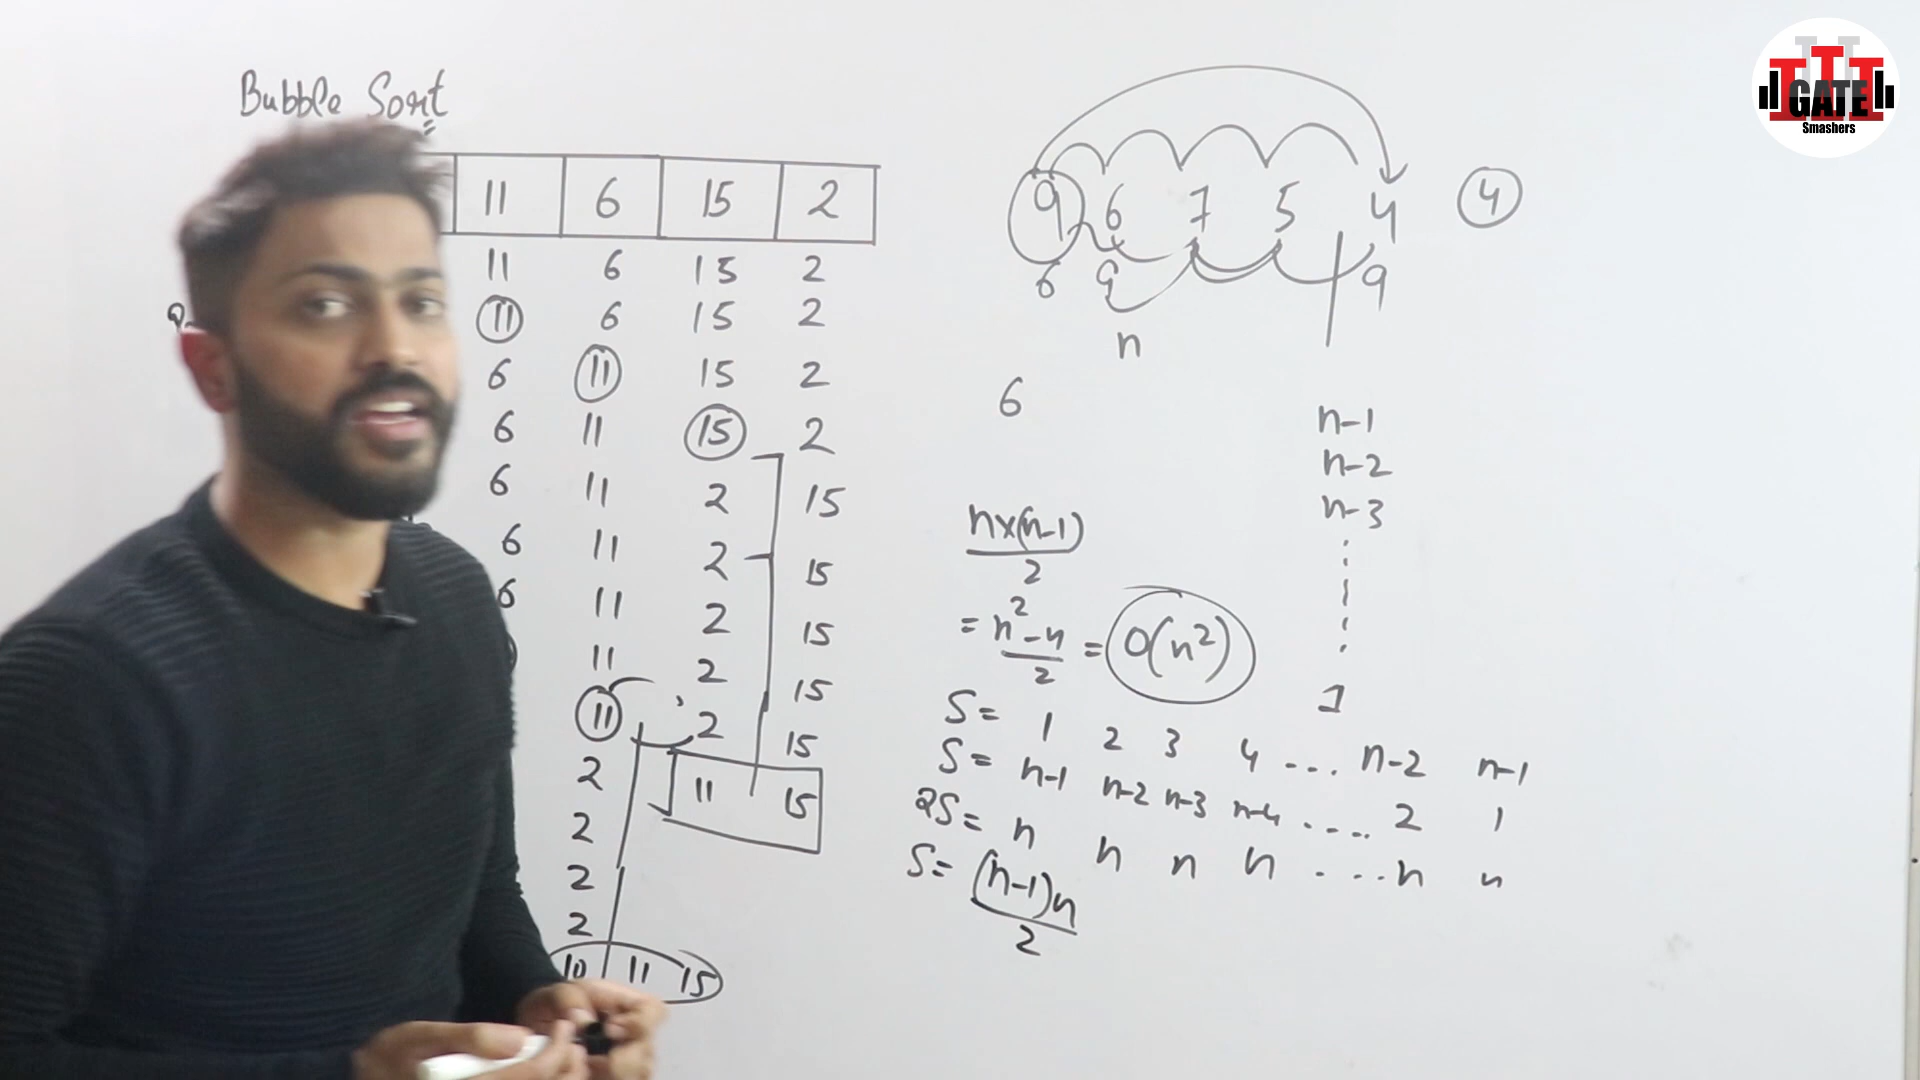 Bubble Sort
11 6 15 2
11 6 15 2
11 6 15 2
6 11 15 2
6 11 15 2
6 11 2 15
6 11 2 15
6 11 2 15
11 2 15
11 2 15
2 11 15
2
2
2
10 11 15
9 6 7 5 4 4
6 9 9
n
6
n-1
n-2
n-3
1
n×(n-1)
2
= n²-n = O(n²)
2
S= 1 2 3 4 ... n-2 n-1
S= n-1 n-2 n-3 n-4 .... 2 1
2S= n n n n ....n n
S= (n-1)n
2
GATE
Smashers